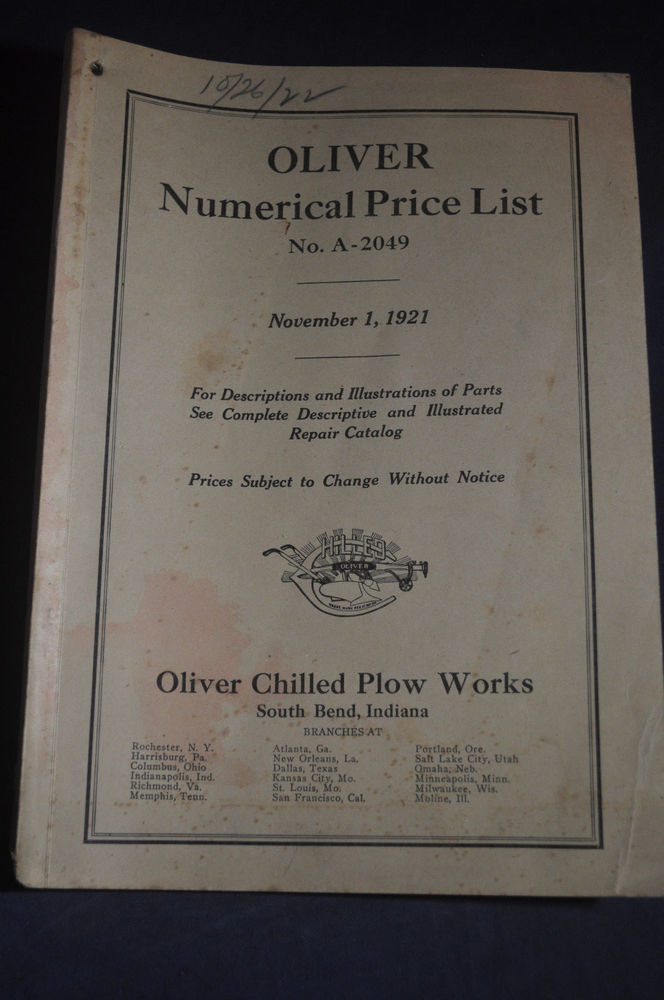 10/26/22
OLIVER
Numerical Price List
No. A-2049
November 1, 1921
For Descriptions and Illustrations of Parts
See Complete Descriptive and Illustrated
Repair Catalog
Prices Subject to Change Without Notice
CHILLED
OLIVER
Oliver Chilled Plow Works
South Bend, Indiana
BRANCHES AT
Rochester, N. Y.
Harrisburg, Pa.
Columbus, Ohio
Indianapolis, Ind.
Richmond, Va.
Memphis, Tenn.
Atlanta, Ga.
New Orleans, La.
Dallas, Texas
Kansas City, Mo.
St. Louis, Mo.
San Francisco, Cal.
Portland, Ore.
Salt Lake City, Utah
Omaha, Neb.
Minneapolis, Minn.
Milwaukee, Wis.
Moline, Ill.